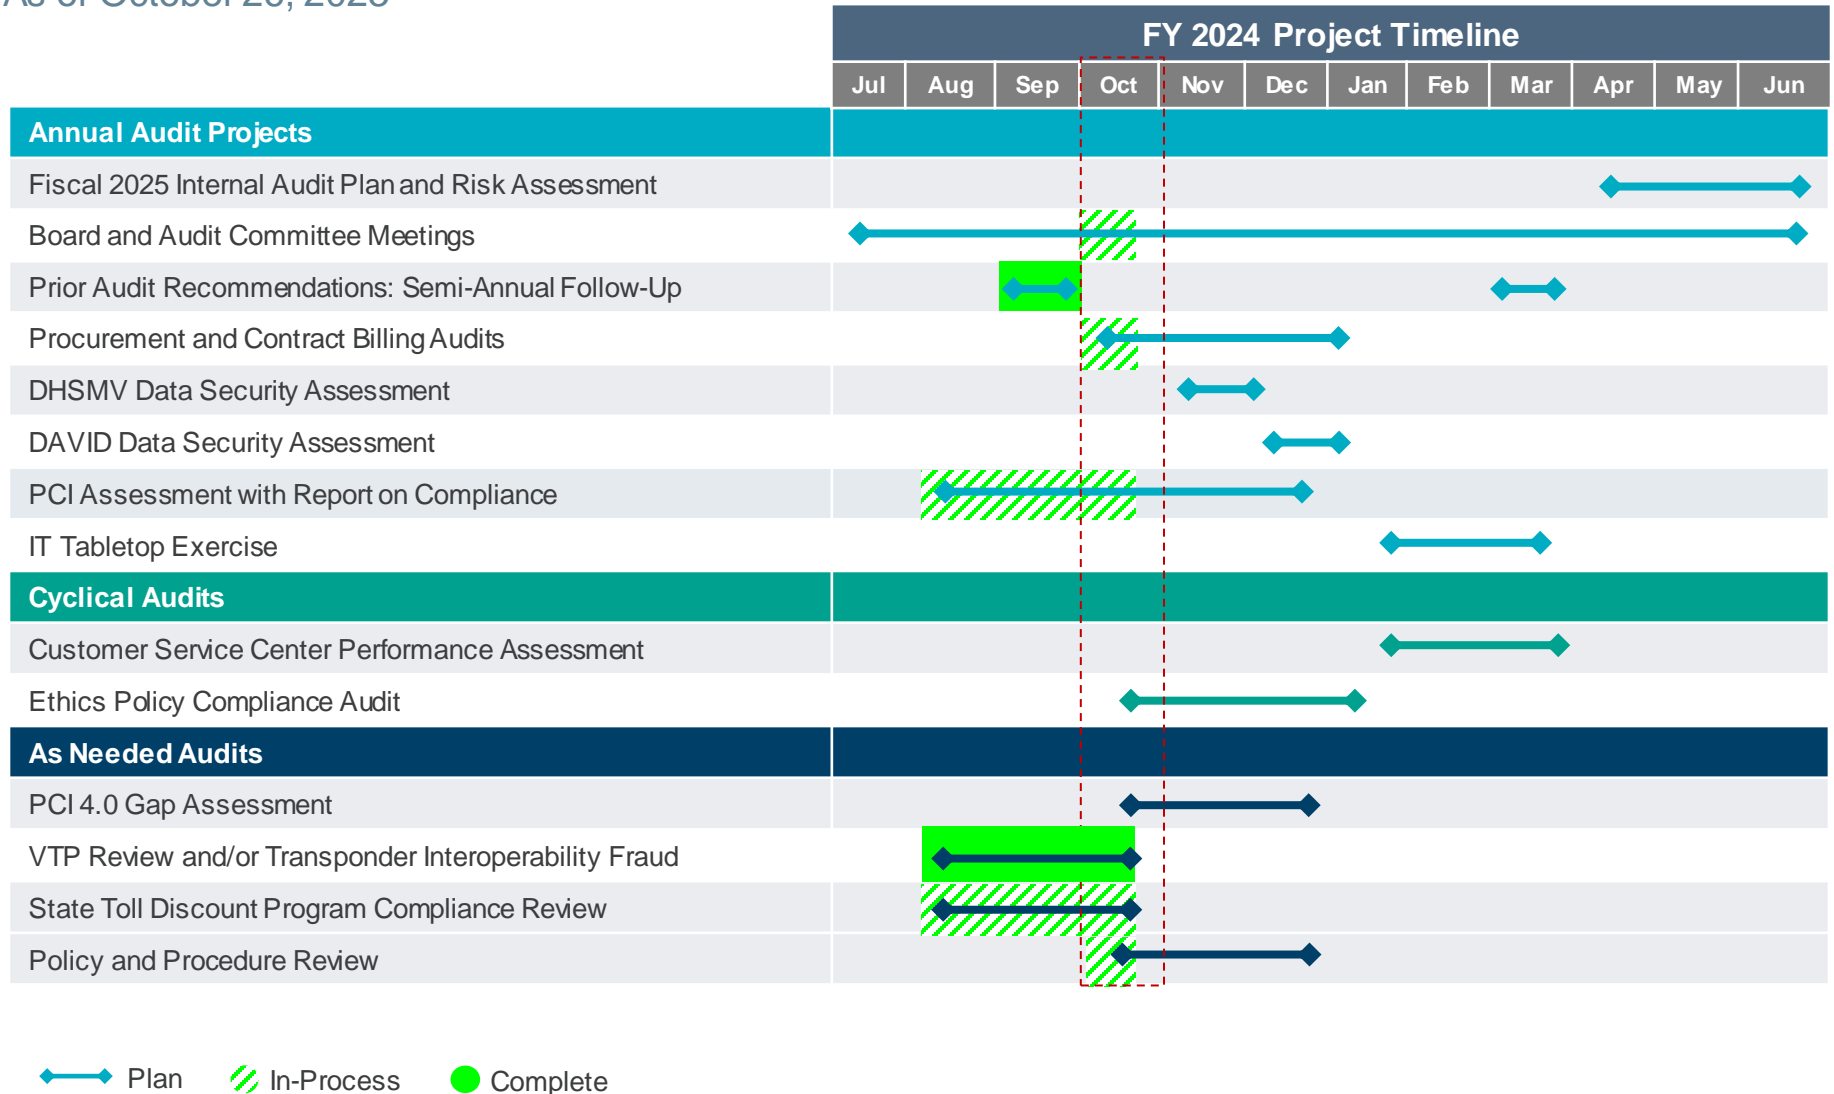 As of October
FY 2024 Project Timeline
Jul Aug Sep Oct Nov Dec Jan Feb Mar Apr May Jun
Annual Audit Projects
Fiscal 2025 Internal Audit Plan and Risk Assessment
Board and Audit Committee Meetings
Prior Audit Recommendations: Semi-Annual Follow-Up
Procurement and Contract Billing Audits
DHSMV Data Security Assessment
DAVID Data Security Assessment
PCI Assessment with Report on Compliance
IT Tabletop Exercise
Cyclical Audits
Customer Service Center Performance Assessment
Ethics Policy Compliance Audit
As Needed Audits
PCI 4.0 Gap Assessment
VTP Review and/or Transponder Interoperability Fraud
State Toll Discount Program Compliance Review
Policy and Procedure Review
Plan In-Process Complete